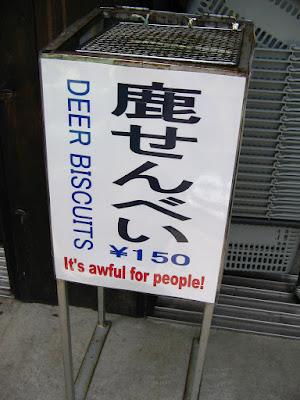 鹿せんべい
DEER BISCUITS
¥150
It's awful for people!